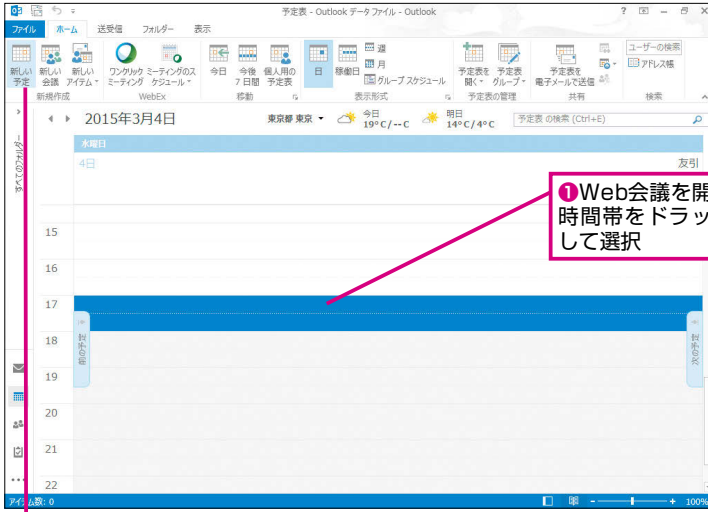 予定表 - Outlook データ ファイル - Outlook
ファイル ホーム 送受信 フォルダー 表示
新しい予定
新しい会議
新しいアイテム
ワンクリックミーティング
ミーティングのスケジュール
今日
今後7日間
個人用の予定表
日
稼働日
週
月
グループ スケジュール
予定表を開く
予定表グループ
予定表を電子メールで送信
ユーザーの検索
アドレス帳
新規作成 WebEx 移動 表示形式 予定表の管理 共有 検索
2015年3月4日
東京都 東京
今日
19°C/--C
明日
14°C/4°C
予定表 の検索 (Ctrl+E)
すべてのフォルダー
水曜日
4日 友引
❶Web会議を開
時間帯をドラッ
して選択
15
16
17
18
前の予定
次の予定
19
20
21
22
アイテム数: 0
100%